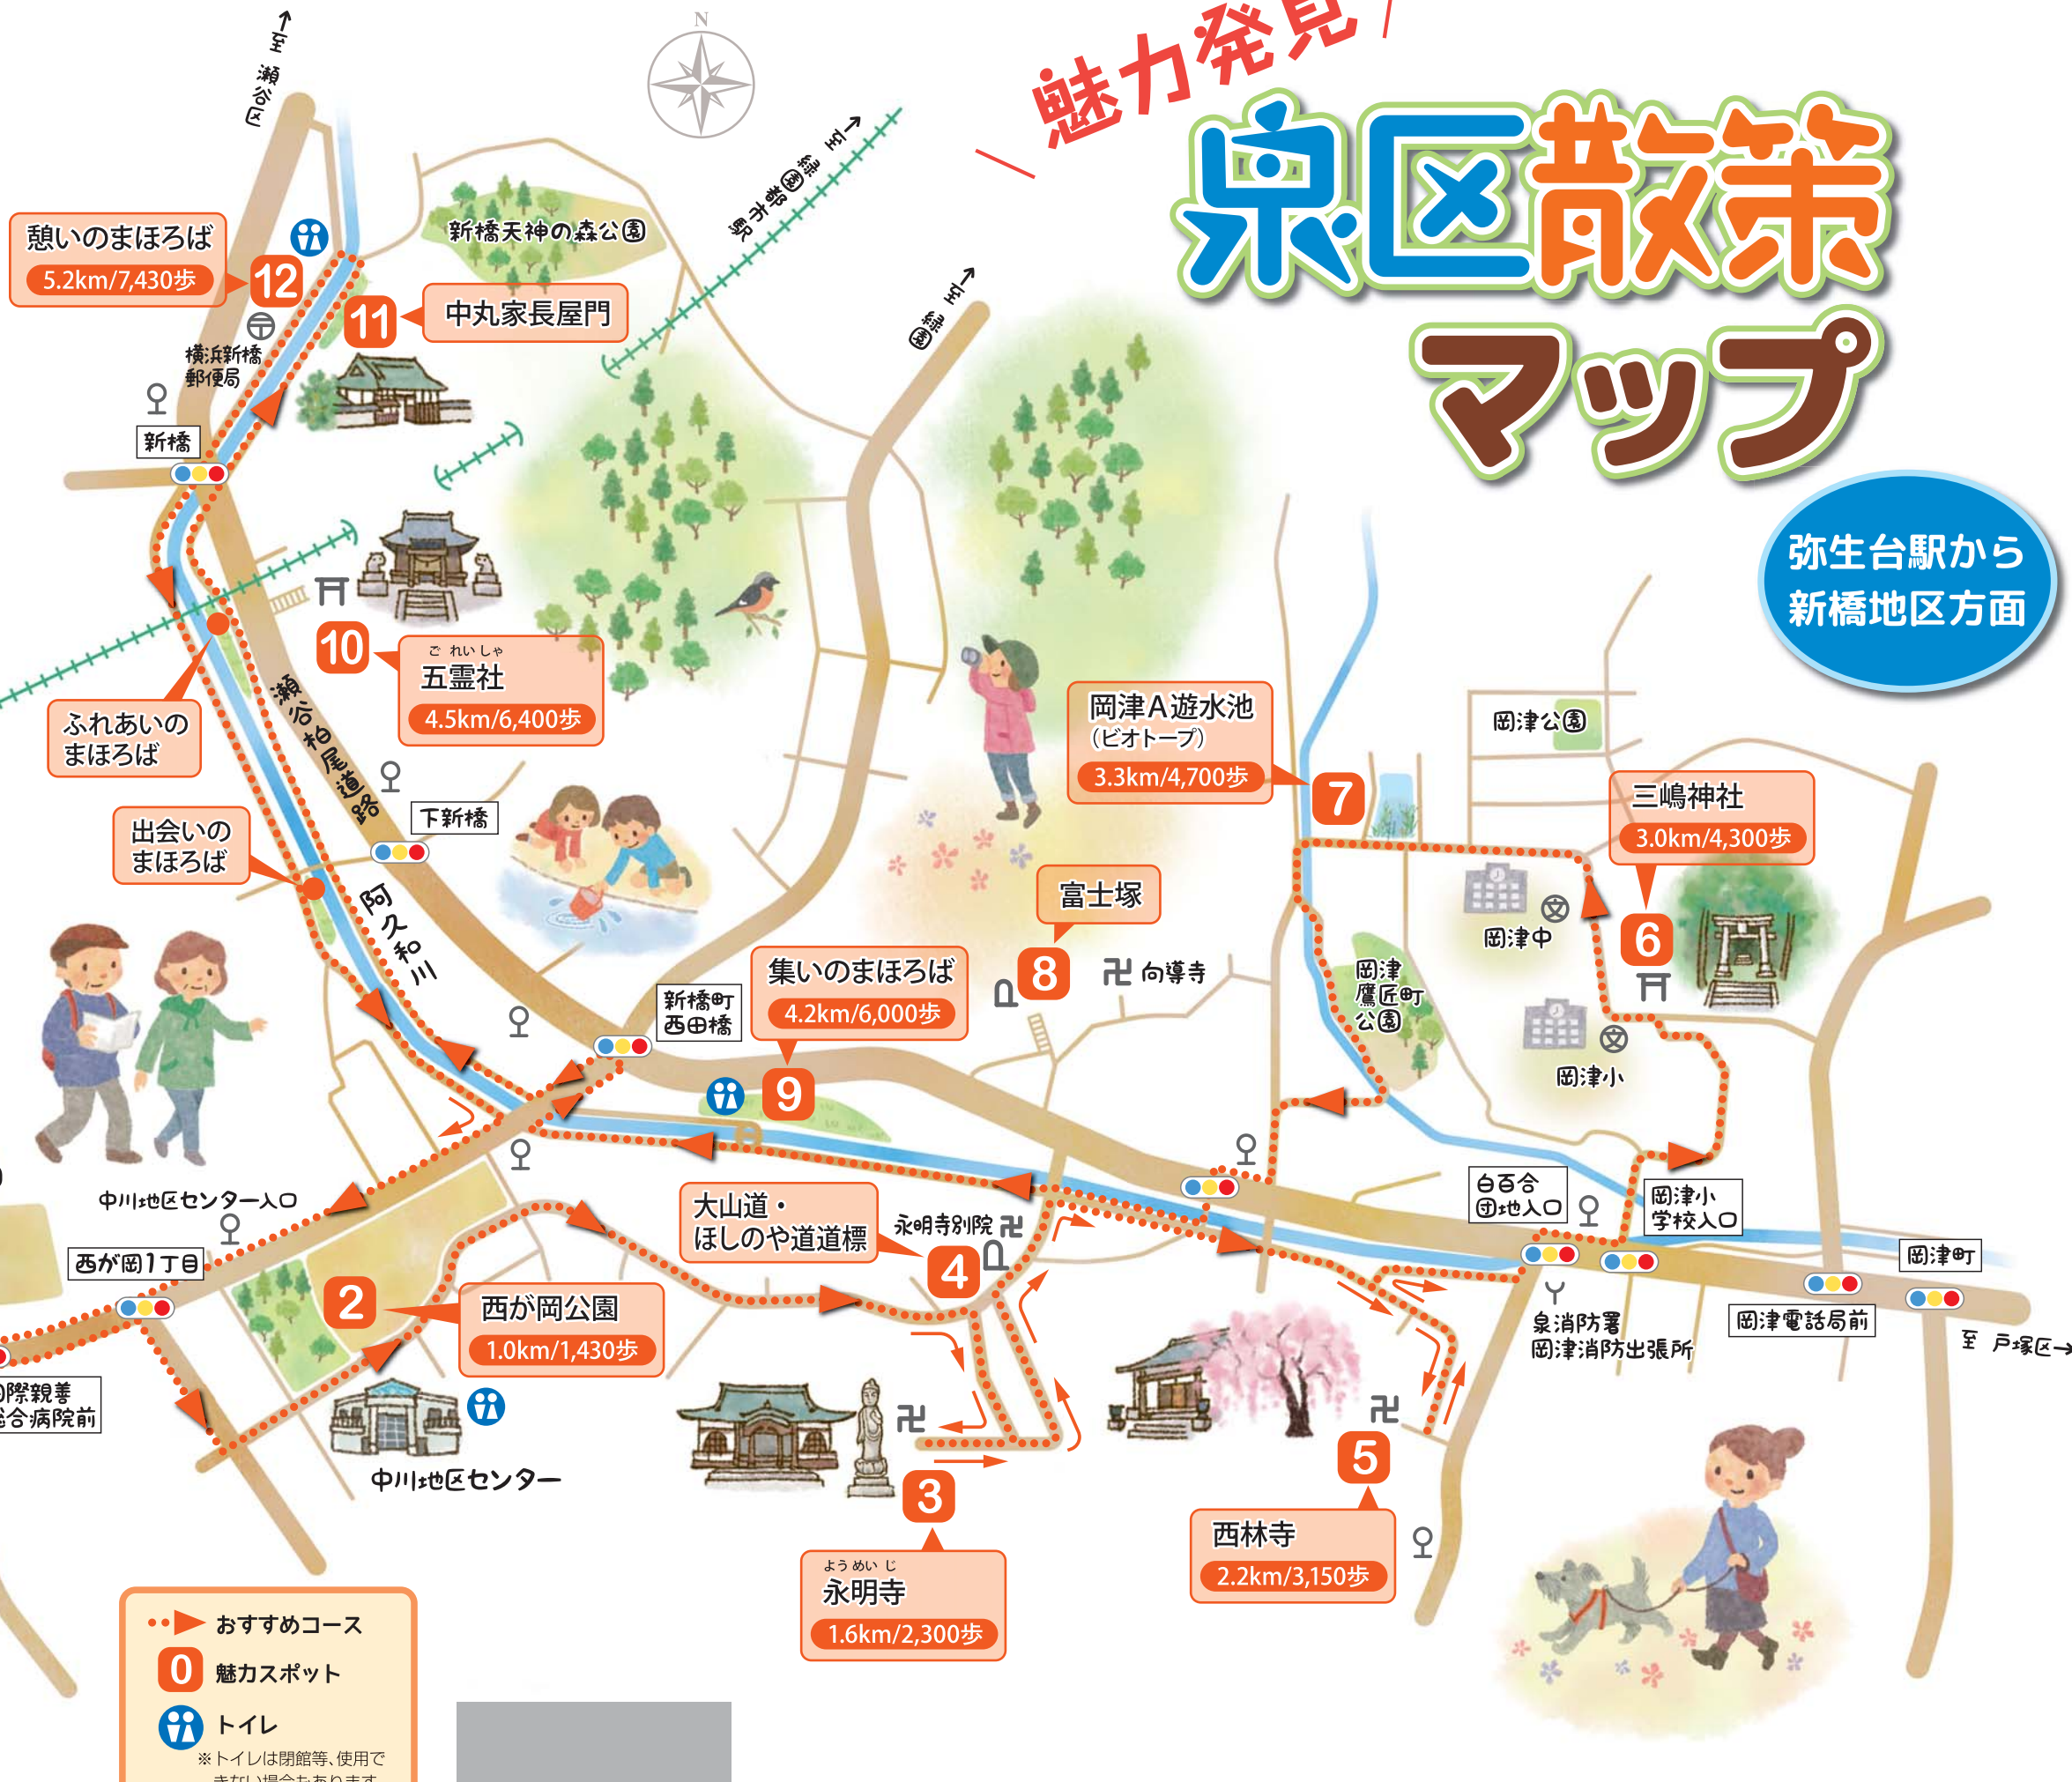 魅力発見
泉区散策
マップ
弥生台駅から
新橋地区方面
N
→至 瀬谷区
→至 緑園都市駅
→至 緑園
新橋天神の森公園
憩いのまほろば
5.2km/7,430歩
12
11
中丸家長屋門
横浜新橋
郵便局
新橋
10
ご れい しゃ
五霊社
4.5km/6,400歩
ふれあいの
まほろば
瀬谷柏尾道路
下新橋
出会いの
まほろば
阿久和川
岡津A遊水池
(ビオトープ)
3.3km/4,700歩
7
岡津公園
三嶋神社
3.0km/4,300歩
6
岡津中
文
岡津小
文
岡津
鷹匠町
公園
富士塚
8
卍 向導寺
集いのまほろば
4.2km/6,000歩
9
新橋町
西田橋
中川地区センター入口
西が岡1丁目
2
西が岡公園
1.0km/1,430歩
大山道・
ほしのや道道標
4
永明寺別院 卍
白百合
団地入口
岡津小
学校入口
岡津町
岡津電話局前
至 戸塚区→
泉消防署
岡津消防出張所
際親善
合病院前
中川地区センター
卍
3
よう めい じ
永明寺
1.6km/2,300歩
卍
5
西林寺
2.2km/3,150歩
おすすめコース
0 魅力スポット
トイレ
※トイレは閉館等、使用で
きない場合もあります